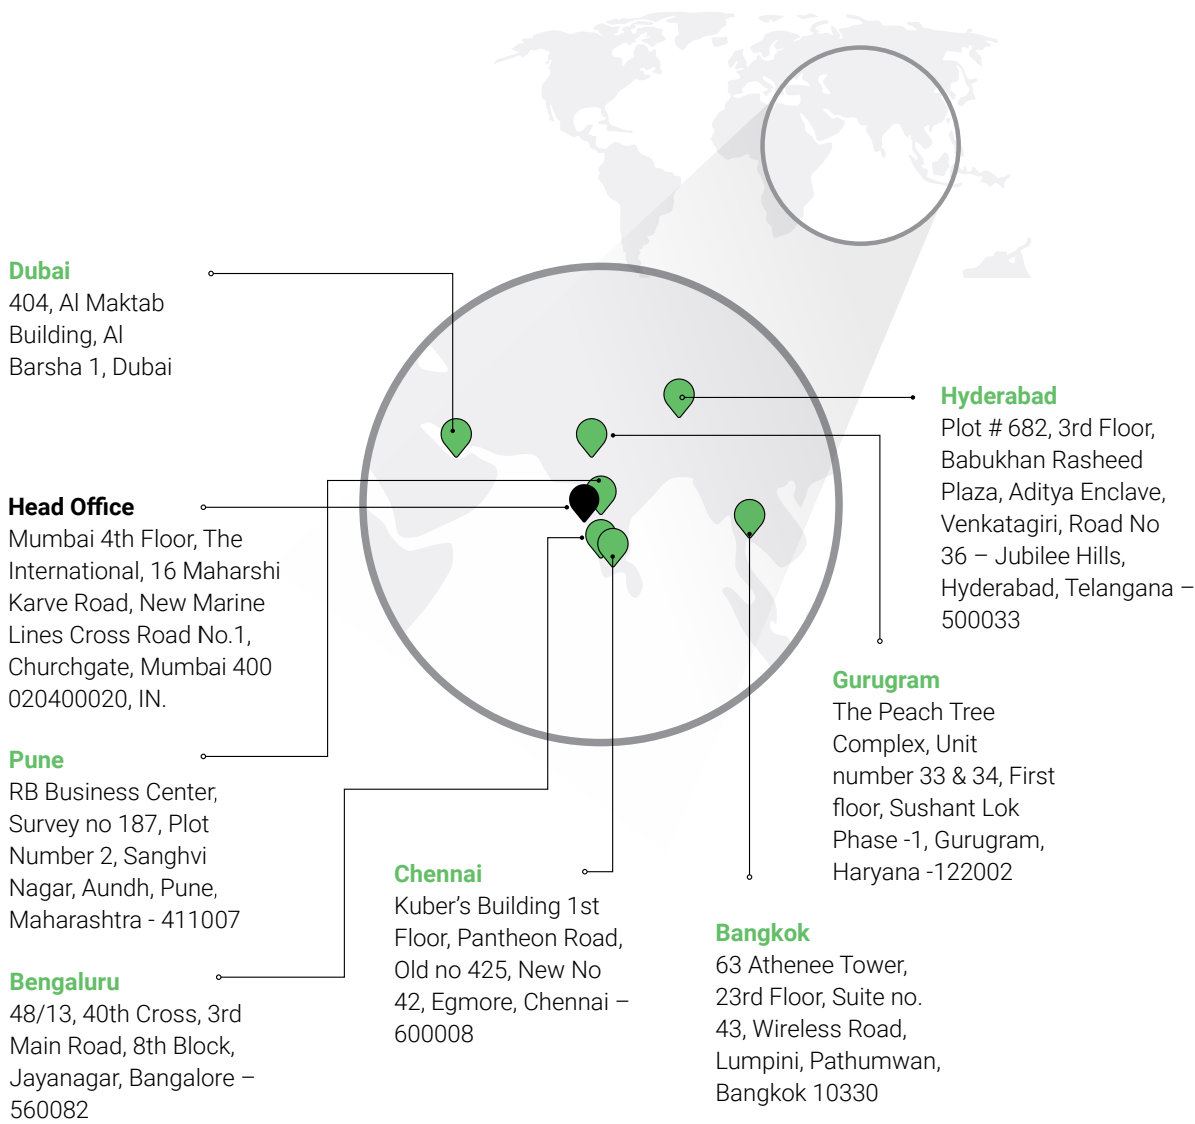 Dubai
404, Al Maktab
Building, Al
Barsha 1, Dubai
Head Office
Mumbai 4th Floor, The
International, 16 Maharshi
Karve Road, New Marine
Lines Cross Road No.1,
Churchgate, Mumbai 400
020400020, IN.
Pune
RB Business Center,
Survey no 187, Plot
Number 2, Sanghvi
Nagar, Aundh, Pune,
Maharashtra - 411007
Bengaluru
48/13, 40th Cross, 3rd
Main Road, 8th Block,
Jayanagar, Bangalore –
560082
Chennai
Kuber’s Building 1st
Floor, Pantheon Road,
Old no 425, New No
42, Egmore, Chennai –
600008
Bangkok
63 Athenee Tower,
23rd Floor, Suite no.
43, Wireless Road,
Lumpini, Pathumwan,
Bangkok 10330
Gurugram
The Peach Tree
Complex, Unit
number 33 & 34, First
floor, Sushant Lok
Phase -1, Gurugram,
Haryana -122002
Hyderabad
Plot # 682, 3rd Floor,
Babukhan Rasheed
Plaza, Aditya Enclave,
Venkatagiri, Road No
36 – Jubilee Hills,
Hyderabad, Telangana –
500033